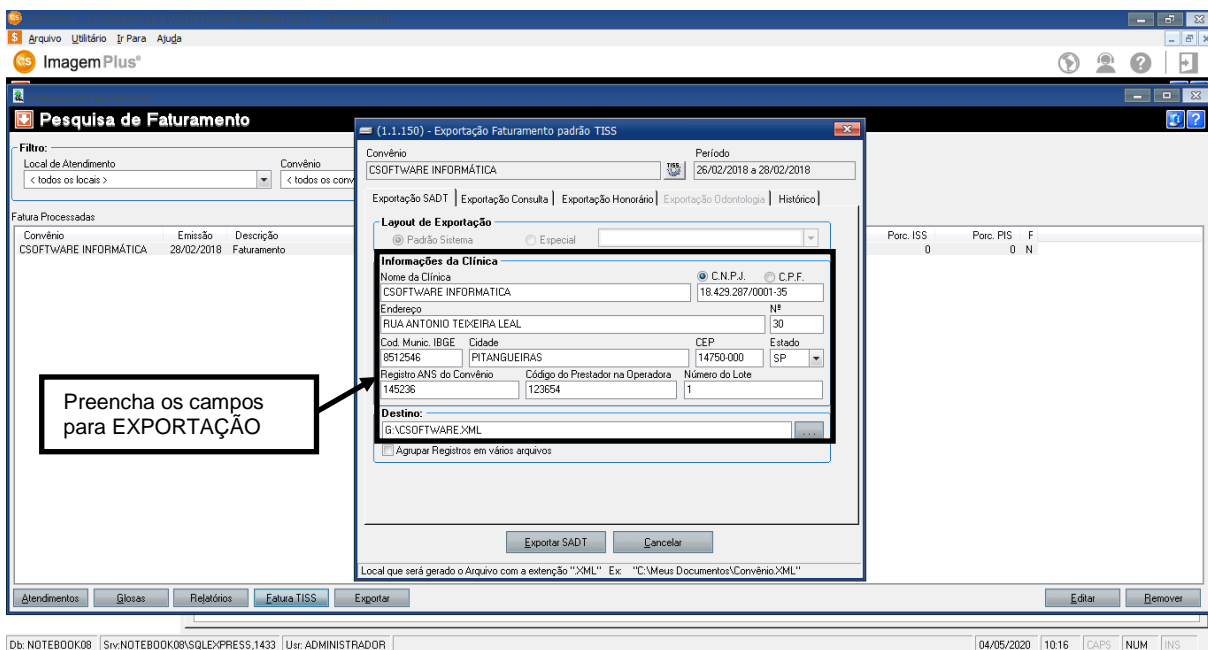 Arquivo Utilitário Ir Para Ajuda
ImagemPlus®
Pesquisa de Faturamento
Filtro:
Local de Atendimento Convênio
< todos os locais > < todos os conv
Fatura Processadas
Convênio Emissão Descrição Porc. ISS Porc. PIS F
CSOFTWARE INFORMÁTICA 28/02/2018 Faturamento 0 0 N
(1.1.150) - Exportação Faturamento padrão TISS
Convênio Período
CSOFTWARE INFORMÁTICA TISS 26/02/2018 a 28/02/2018
Exportação SADT Exportação Consulta Exportação Honorário Exportação Odontologia Histórico
Layout de Exportação
Padrão Sistema Especial
Informações da Clínica
Nome da Clínica C.N.P.J. C.P.F.
CSOFTWARE INFORMATICA 18.429.287/0001-35
Endereço Nº
RUA ANTONIO TEIXEIRA LEAL 30
Cod. Munic. IBGE Cidade CEP Estado
8512546 PITANGUEIRAS 14750-000 SP
Registro ANS do Convênio Código do Prestador na Operadora Número do Lote
145236 123654 1
Destino:
G:\CSOFTWARE.XML ...
Agrupar Registros em vários arquivos
Exportar SADT Cancelar
Local que será gerado o Arquivo com a extenção ".XML" Ex: "C:\Meus Documentos\Convênio.XML"
Preencha os campos
para EXPORTAÇÃO
Atendimentos Glosas Relatórios Fatura TISS Exportar Editar Remover
Db: NOTEBOOK08 Srv:NOTEBOOK08\SQLEXPRESS,1433 Usr: ADMINISTRADOR 04/05/2020 10:16 CAPS NUM INS